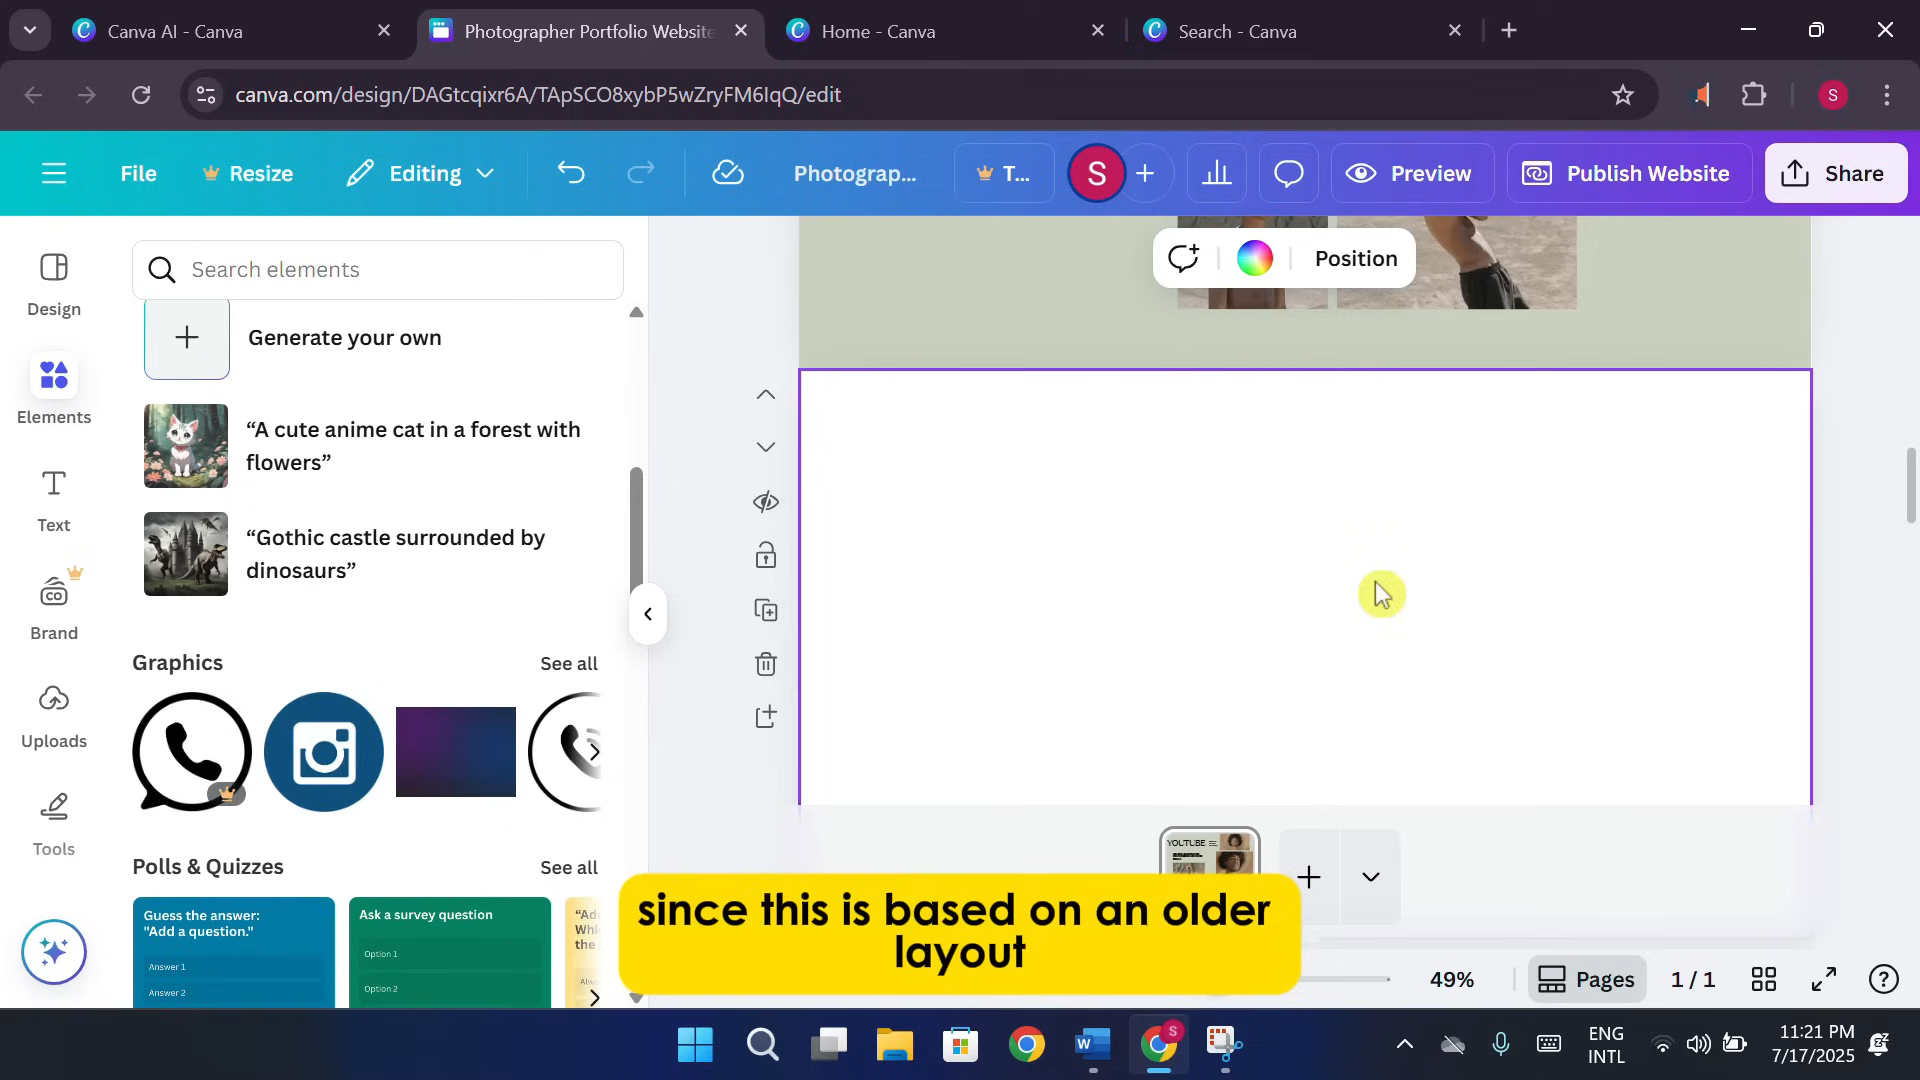 Canva AI - Canva
Photographer Portfolio Website
Home - Canva
Search - Canva
canva.com/design/DAGtcqixr6A/TApSCO8xybP5wZryFM6IqQ/edit
S
File
Resize
Editing
Photograp...
T...
S
Preview
Publish Website
Share
Design
Elements
Text
Brand
Uploads
Tools
Search elements
Generate your own
“A cute anime cat in a forest with
flowers”
“Gothic castle surrounded by
dinosaurs”
Graphics
See all
Polls & Quizzes
See all
Guess the answer:
"Add a question."
Answer 1
Answer 2
Ask a survey question
Option 1
Option 2
Position
YOUTUBE
since this is based on an older
layout
49%
Pages
1 / 1
ENG
INTL
11:21 PM
7/17/2025